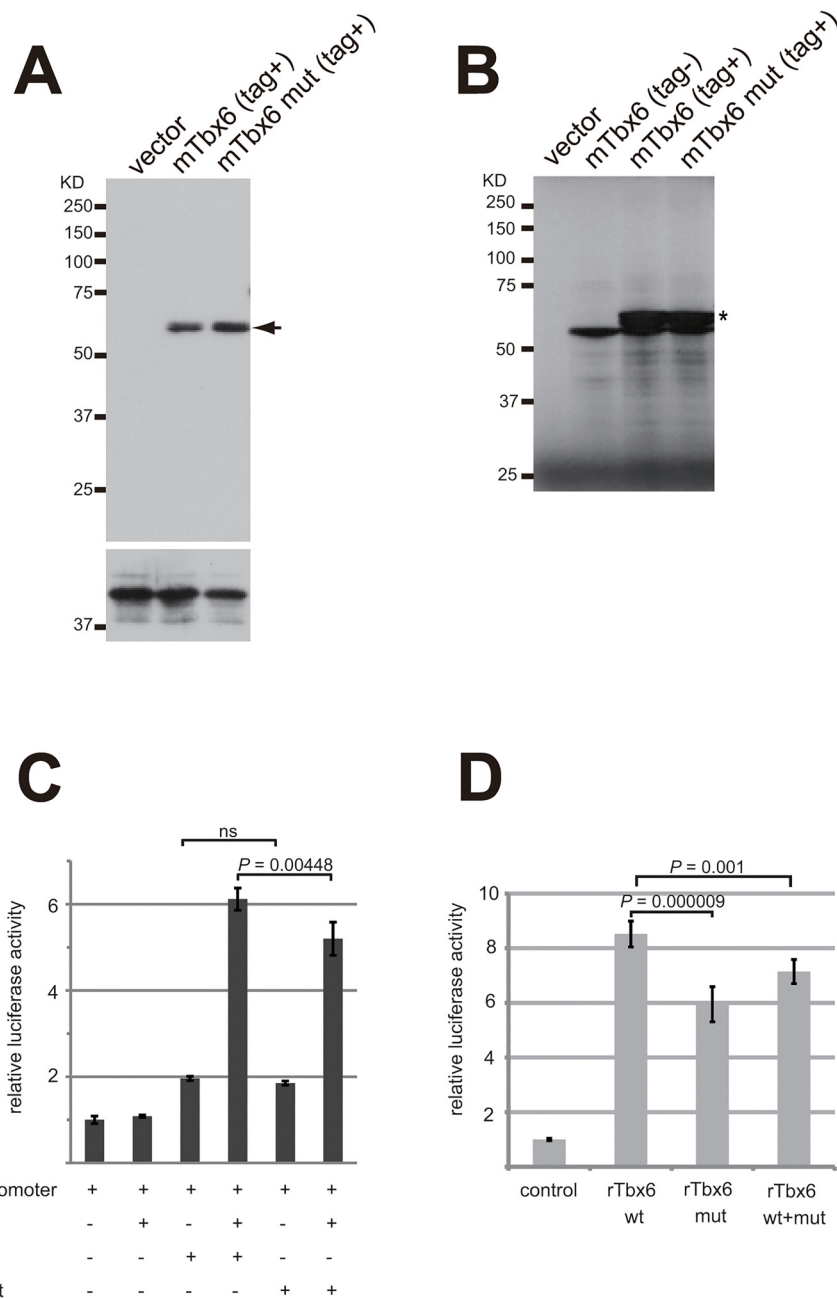 A
vector
mTbx6 (tag+)
mTbx6 mut (tag+)
KD
250
150
100
75
50
37
25
37
B
vector
mTbx6 (tag-)
mTbx6 (tag+)
mTbx6 mut (tag+)
KD
250
150
100
75
50
37
25
*
C
ns
P = 0.00448
relative luciferase activity
6
4
2
omoter + + + + + +
- + - + - +
- - + + - -
t - - - - + +
D
P = 0.001
P = 0.000009
relative luciferase activity
10
8
6
4
2
0
control rTbx6 rTbx6 rTbx6
wt mut wt+mut